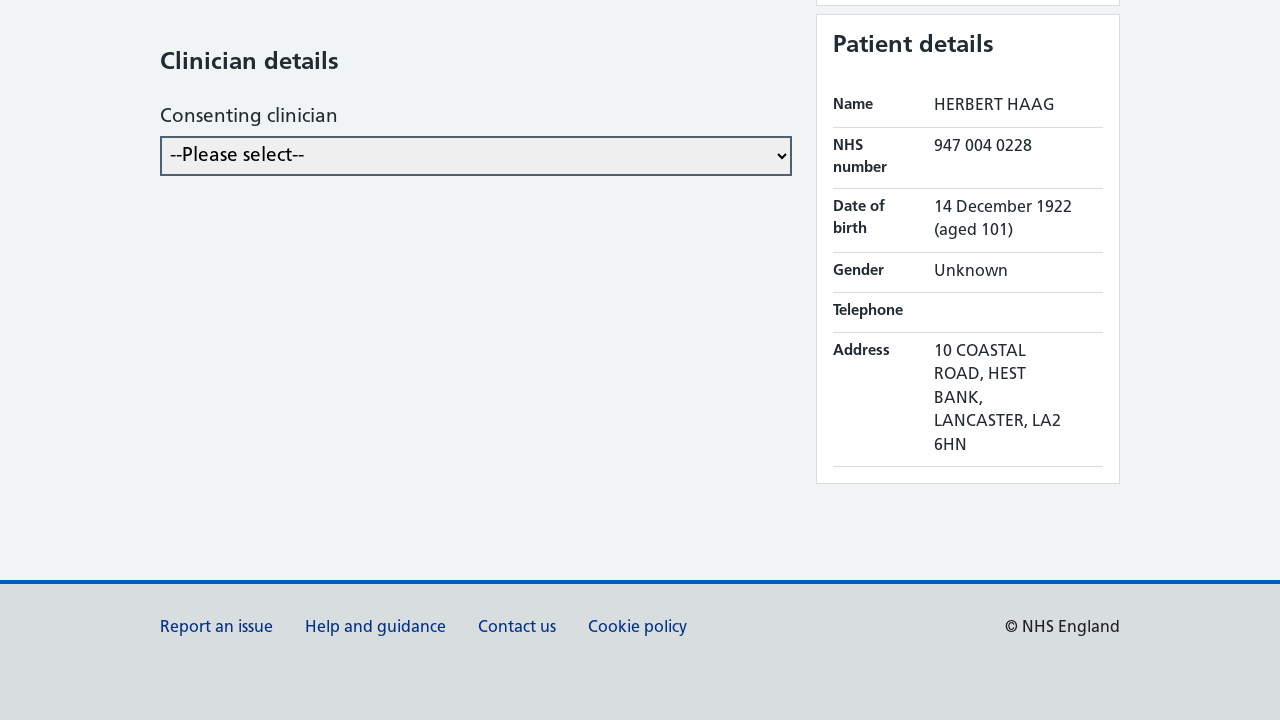 Clinician details
Consenting clinician
--Please select--
Patient details
Name HERBERT HAAG
NHS number 947 004 0228
Date of birth 14 December 1922 (aged 101)
Gender Unknown
Telephone
Address 10 COASTAL
ROAD, HEST
BANK,
LANCASTER, LA2
6HN
Report an issue Help and guidance Contact us Cookie policy © NHS England